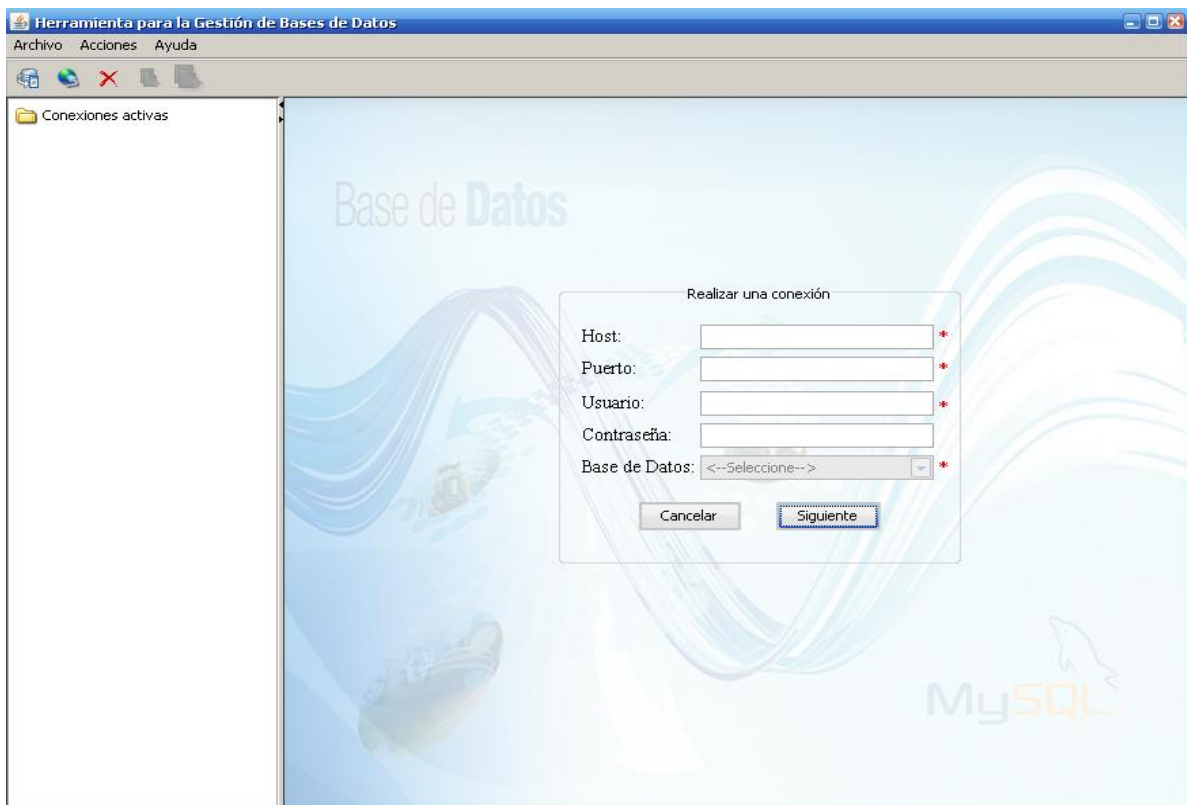 Herramienta para la Gestión de Bases de Datos
Archivo Acciones Ayuda
Conexiones activas
Base de Datos
Realizar una conexión
Host: *
Puerto: *
Usuario: *
Contraseña:
Base de Datos: <--Seleccione--> *
Cancelar Siguiente
MySQL